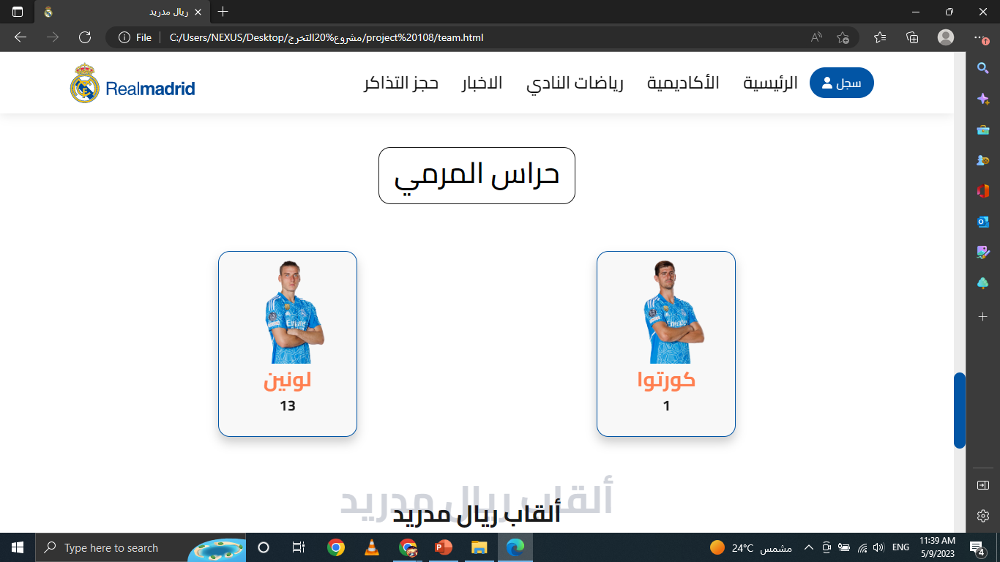 ريال مدريد
File
C:/Users/NEXUS/Desktop/مشروع%20التخرج/project%20108/team.html
Realmadrid
سجل
الرئيسية
الأكاديمية
رياضات النادي
الاخبار
حجز التذاكر
حراس المرمي
كورتوا
1
لونين
13
ألقاب ريال مدريد
ألقاب ريال مدريد
Type here to search
24°C مشمس
ENG
11:39 AM
5/9/2023
4